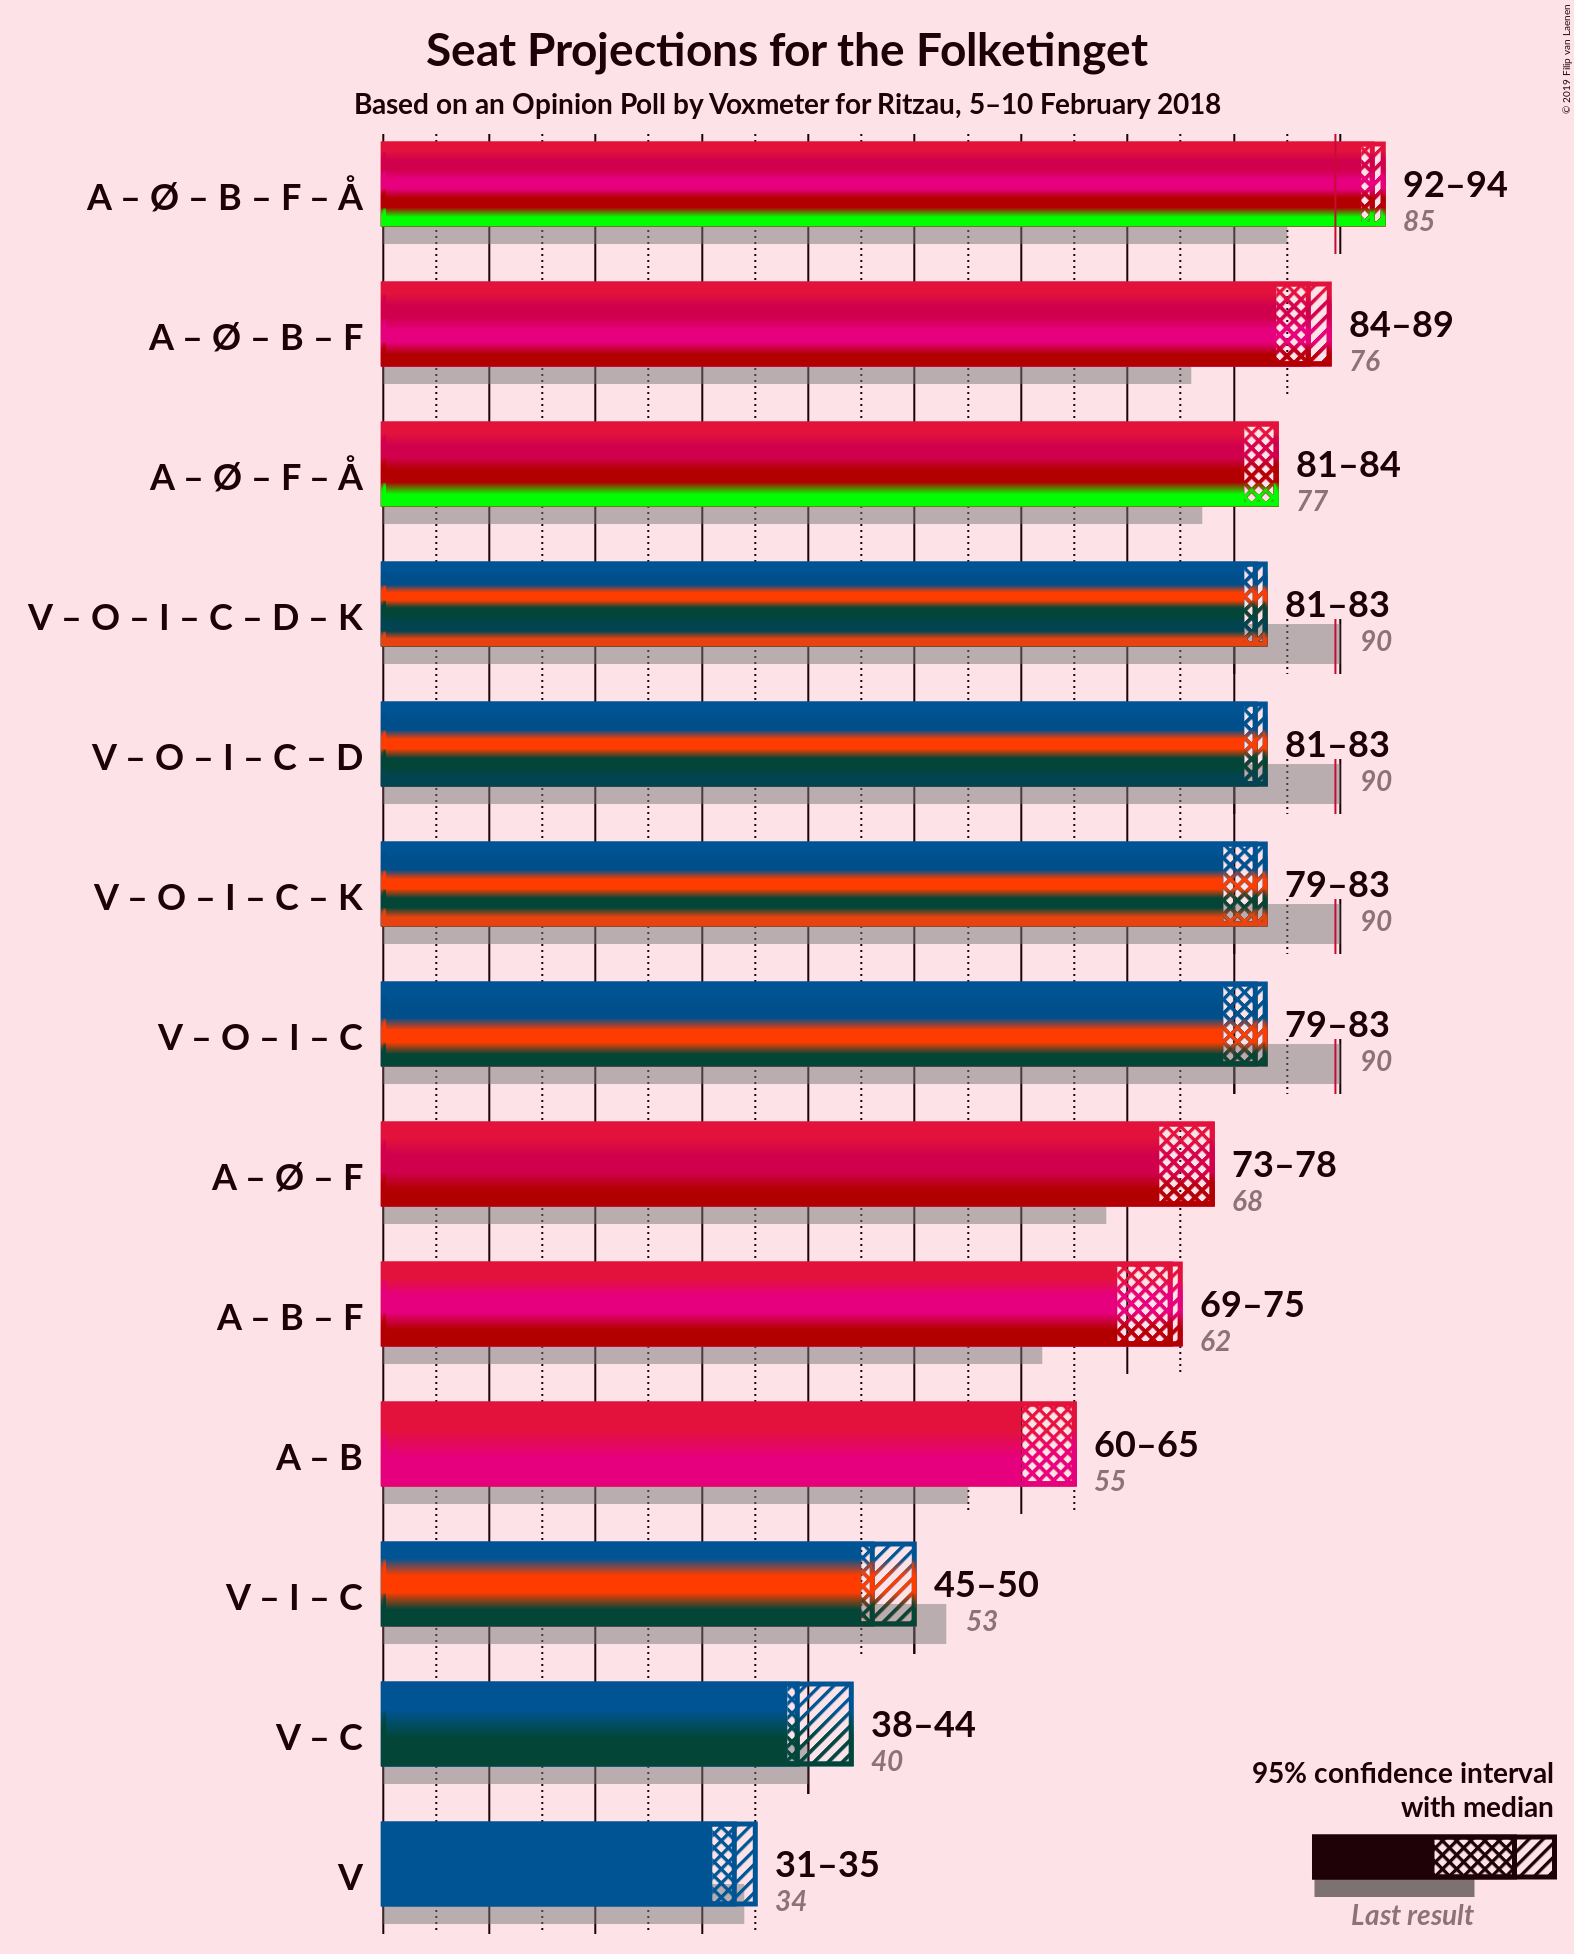 Seat Projections for the Folketinget
Based on an Opinion Poll by Voxmeter for Ritzau, 5–10 February 2018
© 2019 Filip van Laenen
A – Ø – B – F – Å
92–94
85
A – Ø – B – F
84–89
76
A – Ø – F – Å
81–84
77
V – O – I – C – D – K
81–83
90
V – O – I – C – D
81–83
90
V – O – I – C – K
79–83
90
V – O – I – C
79–83
90
A – Ø – F
73–78
68
A – B – F
69–75
62
A – B
60–65
55
V – I – C
45–50
53
V – C
38–44
40
V
31–35
34
95% confidence interval
with median
Last result